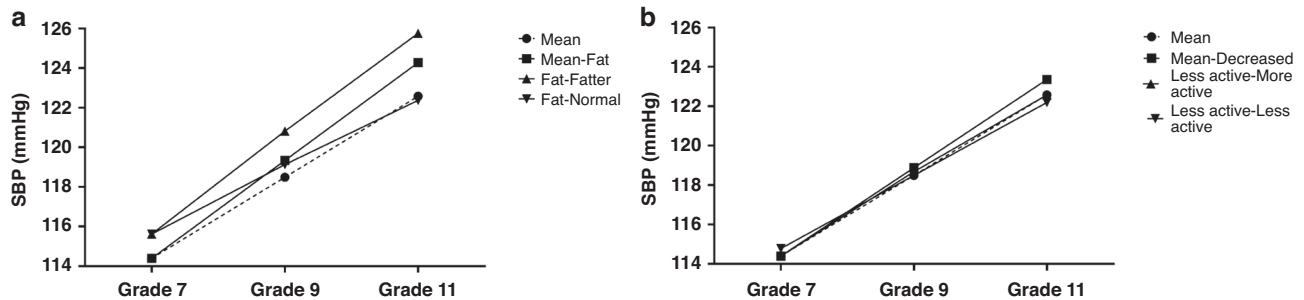 a
SBP (mmHg)
126
124
122
120
118
116
114
Grade 7
Grade 9
Grade 11
Mean
Mean-Fat
Fat-Fatter
Fat-Normal
b
SBP (mmHg)
126
124
122
120
118
116
114
Grade 7
Grade 9
Grade 11
Mean
Mean-Decreased
Less active-More
active
Less active-Less
active